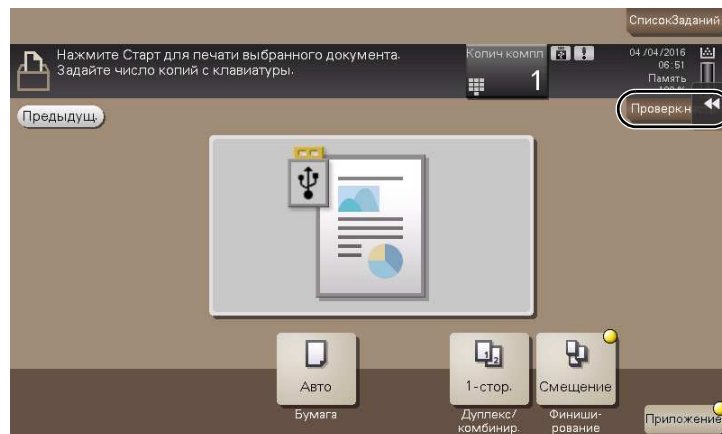 СписокЗаданий
Нажмите Старт для печати выбранного документа.
Задайте число копий с клавиатуры.
Колич компл
1
04/04/2016
06:51
Память
100 %
Предыдущ.
Проверк.н
Авто
1-стор.
Смещение
Бумага
Дуплекс/
комбинир.
Финиши-
рование
Приложение